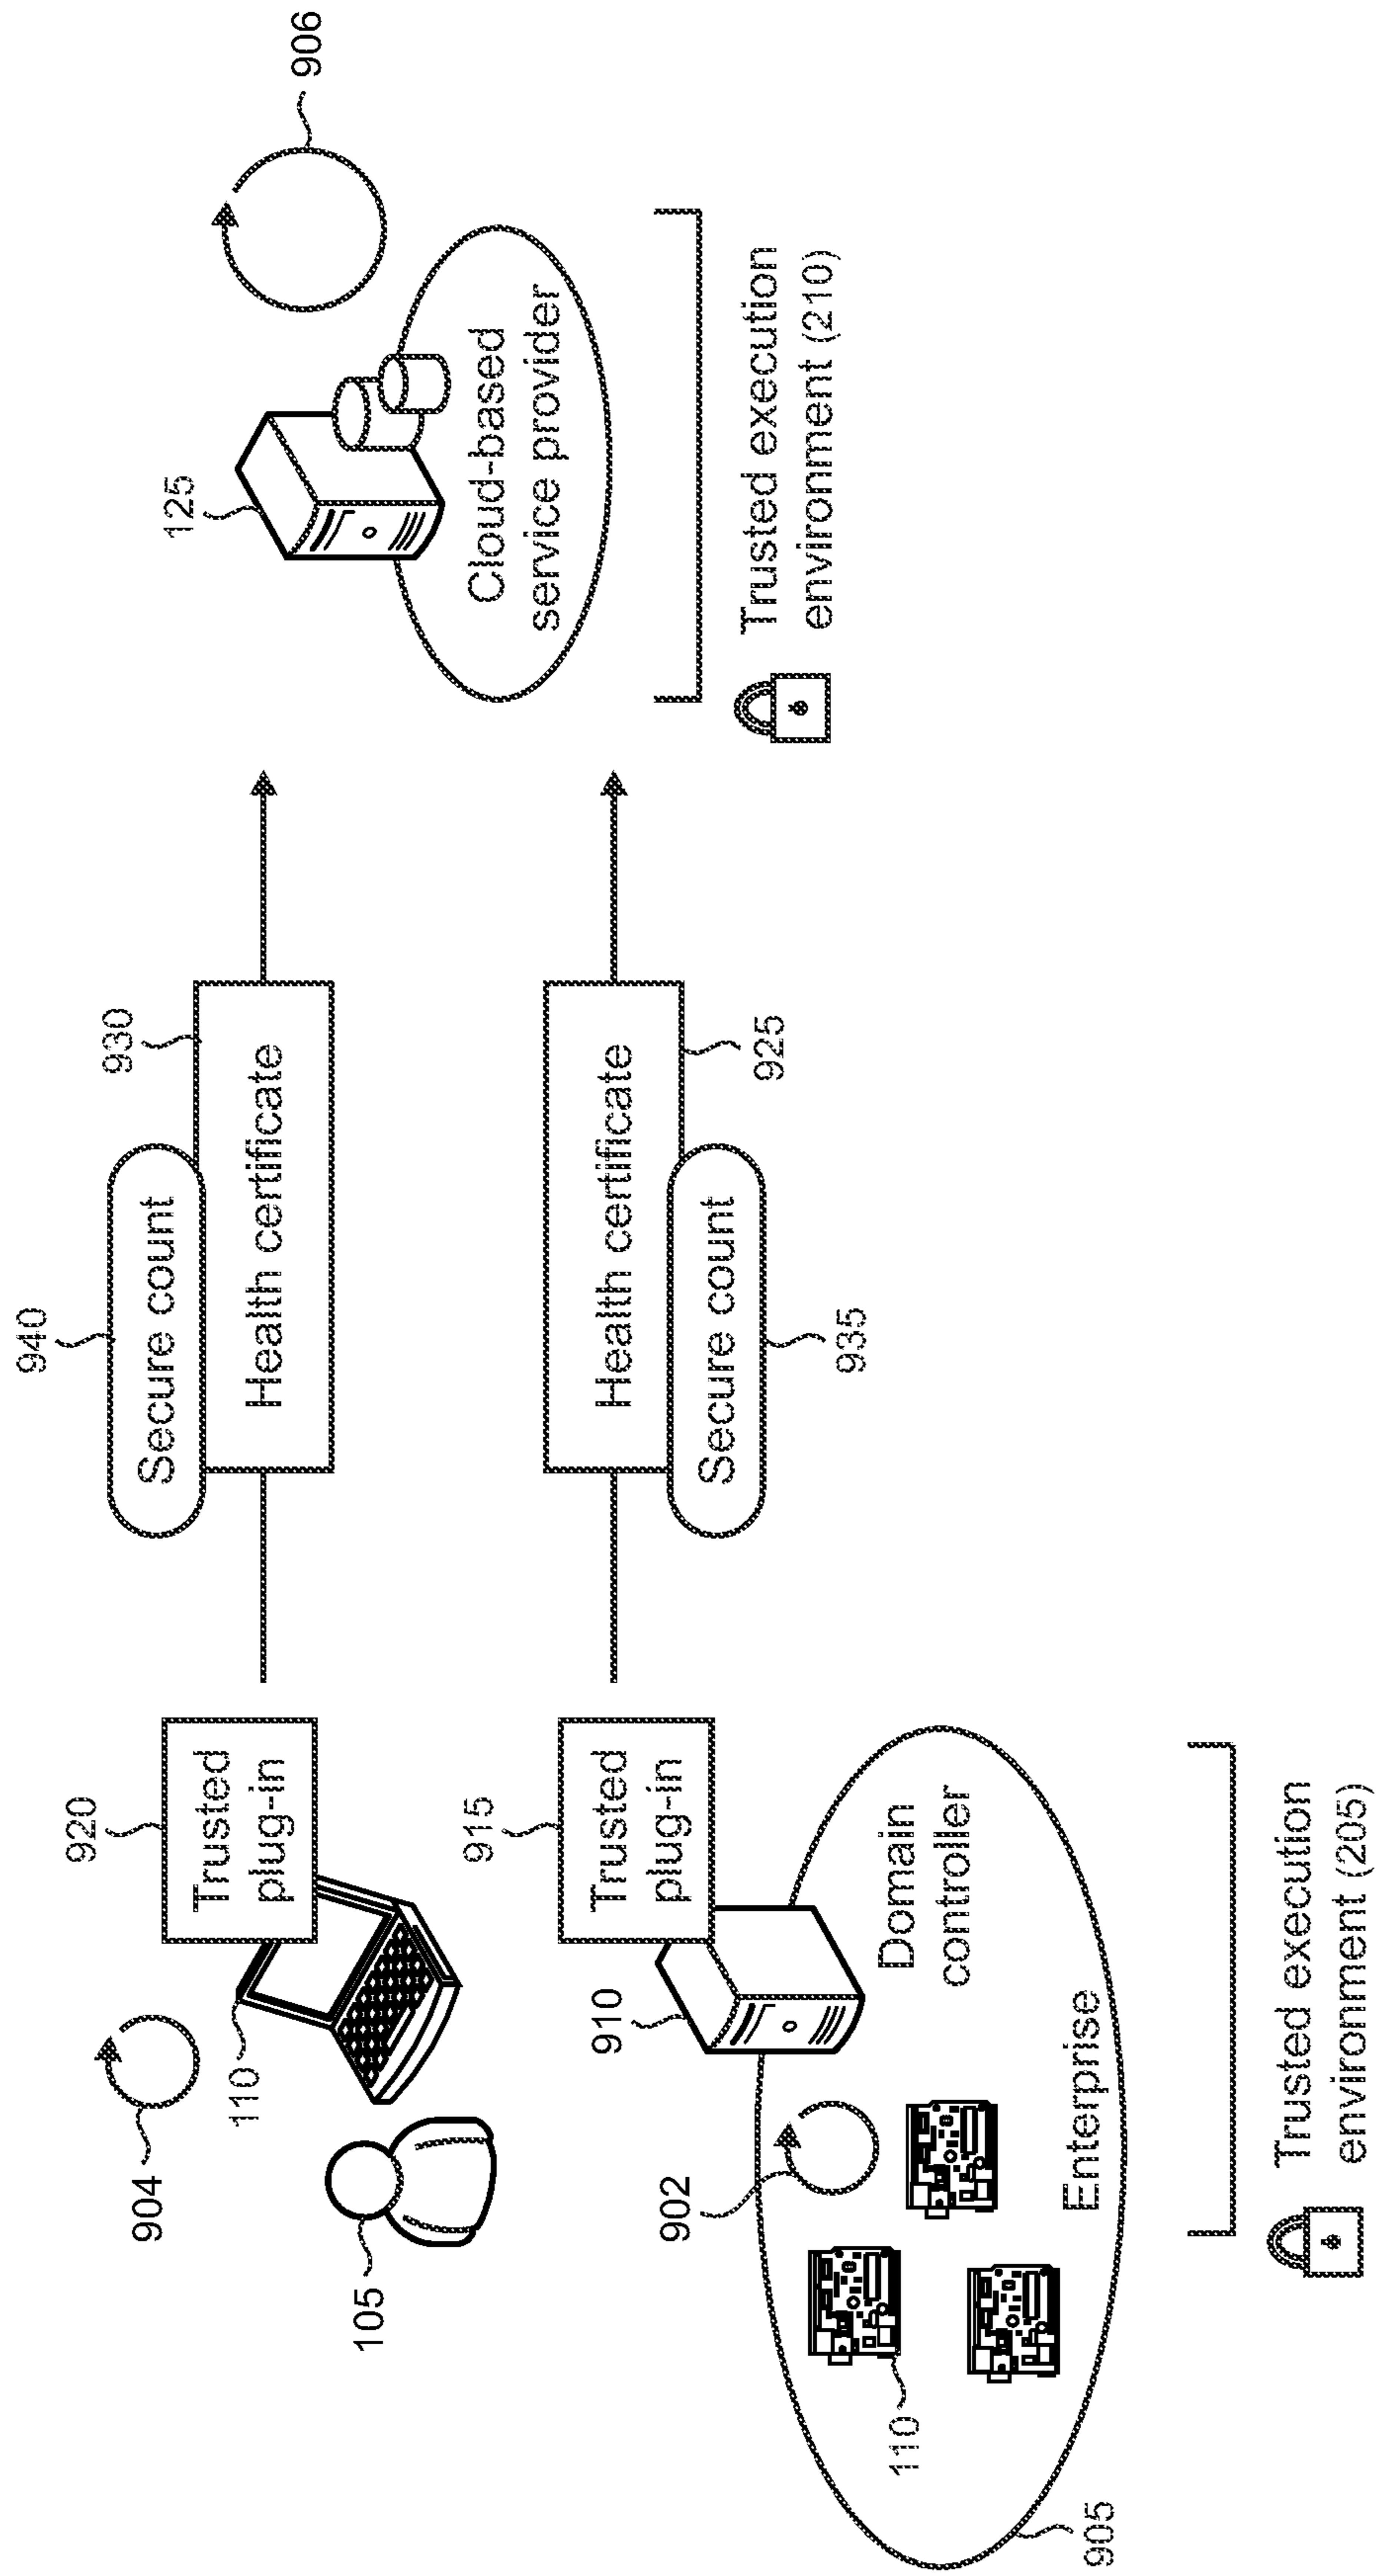 940
930
920
904
110
105
Secure count
Health certificate
Trusted
plug-in
125
906
Cloud-based
service provider
Trusted execution
environment (210)
915
910
902
110
905
Trusted
plug-in
Domain
controller
Enterprise
Health certificate
Secure count
925
935
Trusted execution
environment (205)